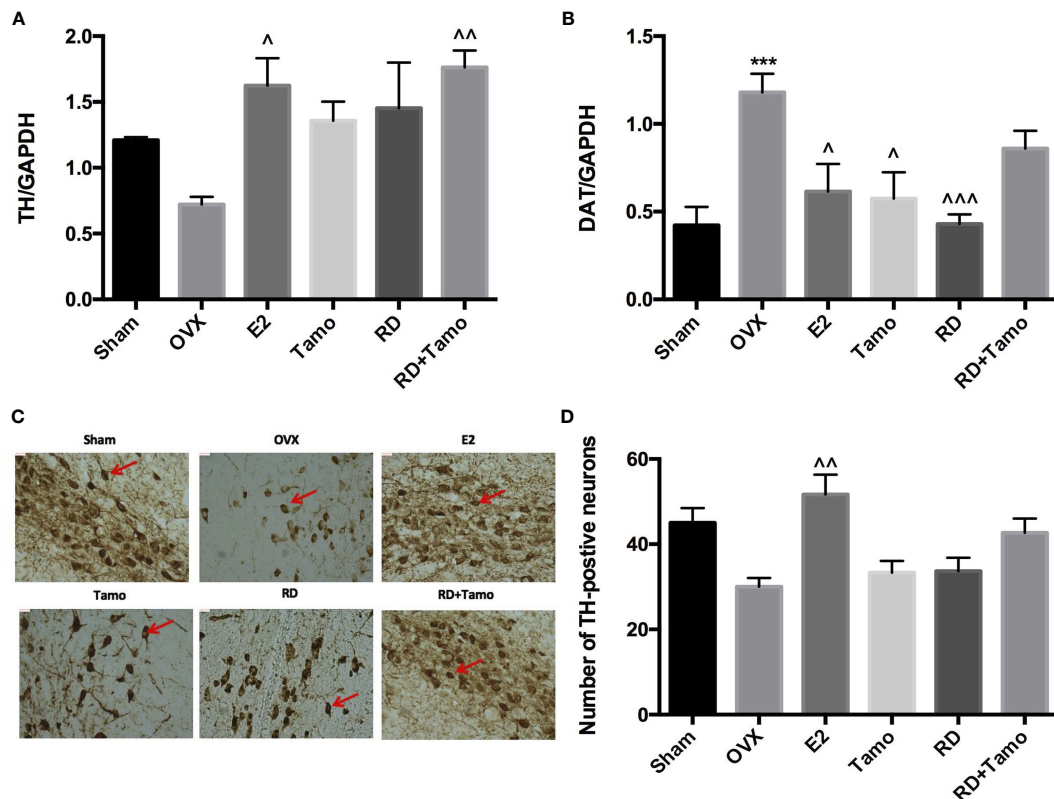 A
TH/GAPDH
2.0
1.5
1.0
0.5
0.0
^
^^
Sham
OVX
E2
Tamo
RD
RD+Tamo
B
DAT/GAPDH
1.5
1.0
0.5
0.0
***
^
^
^^^
Sham
OVX
E2
Tamo
RD
RD+Tamo
C
Sham
OVX
E2
Tamo
RD
RD+Tamo
D
Number of TH-postive neurons
60
40
20
0
^^
Sham
OVX
E2
Tamo
RD
RD+Tamo